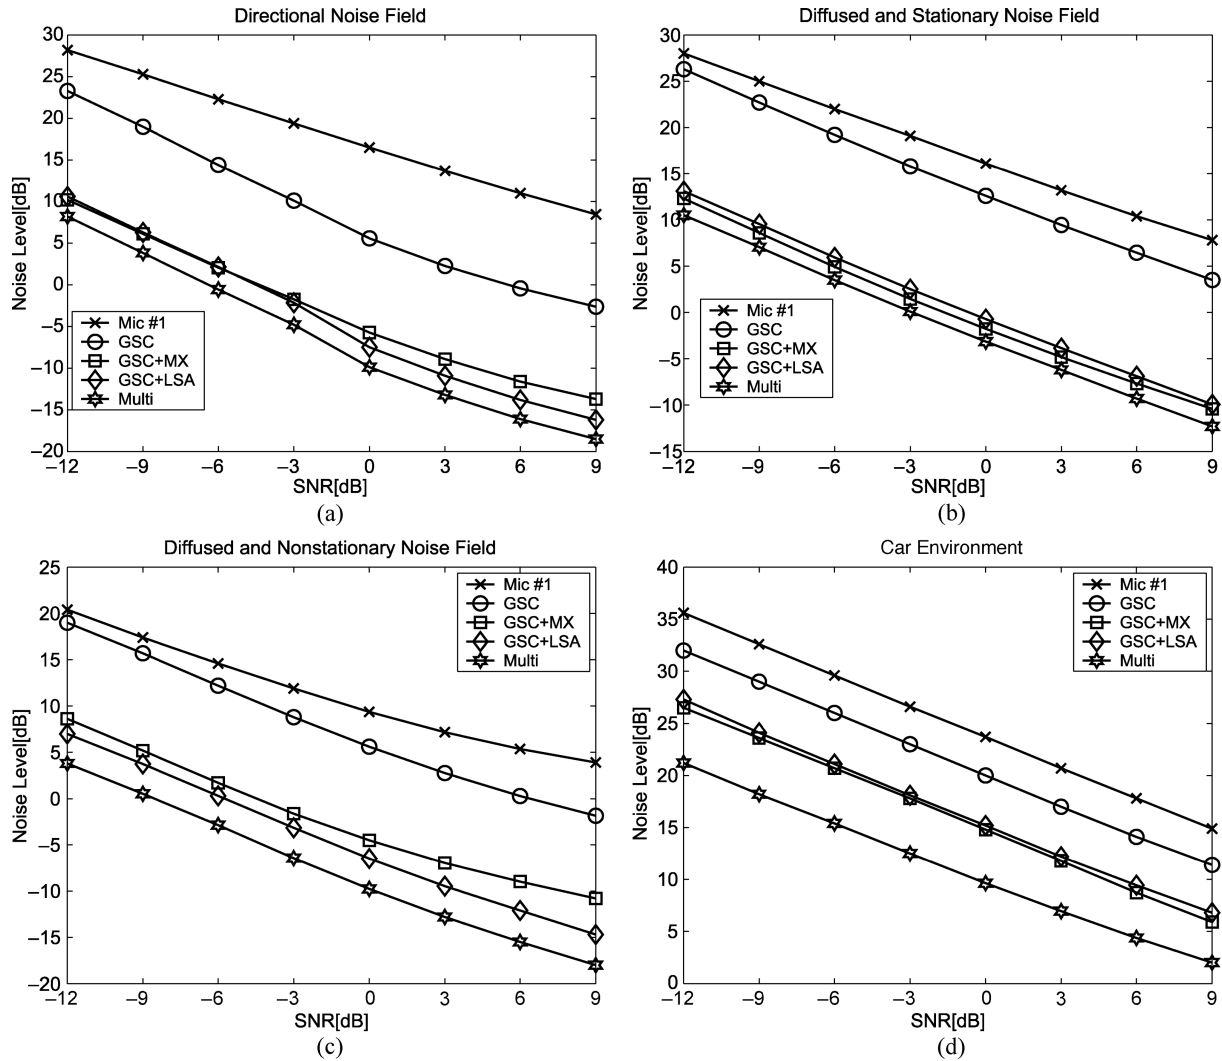 Directional Noise Field
30
25
20
15
10
5
0
–5
–10
–15
–20
Noise Level[dB]
Mic #1
GSC
GSC+MX
GSC+LSA
Multi
–12 –9 –6 –3 0 3 6 9
SNR[dB]
(a)
Diffused and Stationary Noise Field
30
25
20
15
10
5
0
–5
–10
–15
Noise Level[dB]
Mic #1
GSC
GSC+MX
GSC+LSA
Multi
–12 –9 –6 –3 0 3 6 9
SNR[dB]
(b)
Diffused and Nonstationary Noise Field
25
20
15
10
5
0
–5
–10
–15
–20
Noise Level[dB]
Mic #1
GSC
GSC+MX
GSC+LSA
Multi
–12 –9 –6 –3 0 3 6 9
SNR[dB]
(c)
Car Environment
40
35
30
25
20
15
10
5
0
Noise Level[dB]
Mic #1
GSC
GSC+MX
GSC+LSA
Multi
–12 –9 –6 –3 0 3 6 9
SNR[dB]
(d)